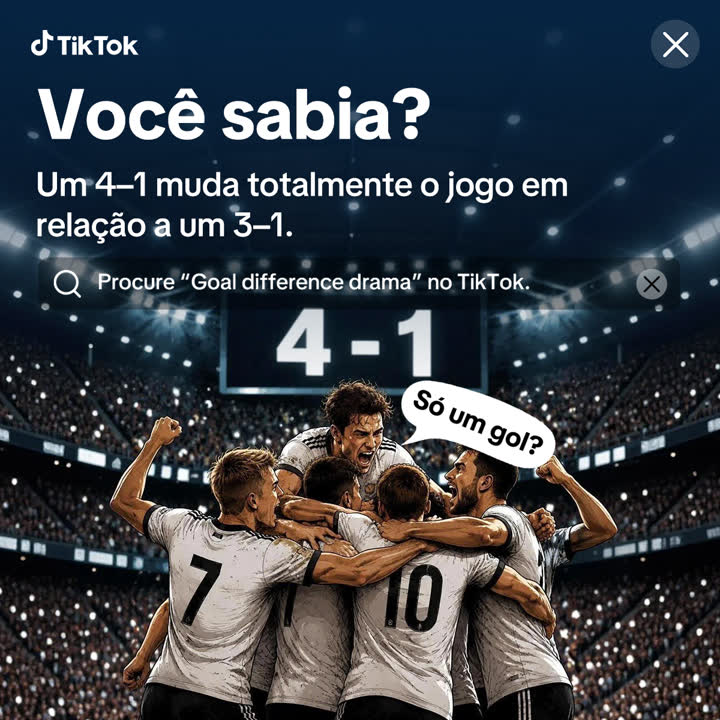 TikTok
Você sabia?
Um 4–1 muda totalmente o jogo em
relação a um 3–1.
Procure “Goal difference drama” no TikTok.
4 - 1
Só um gol?
7
1
10